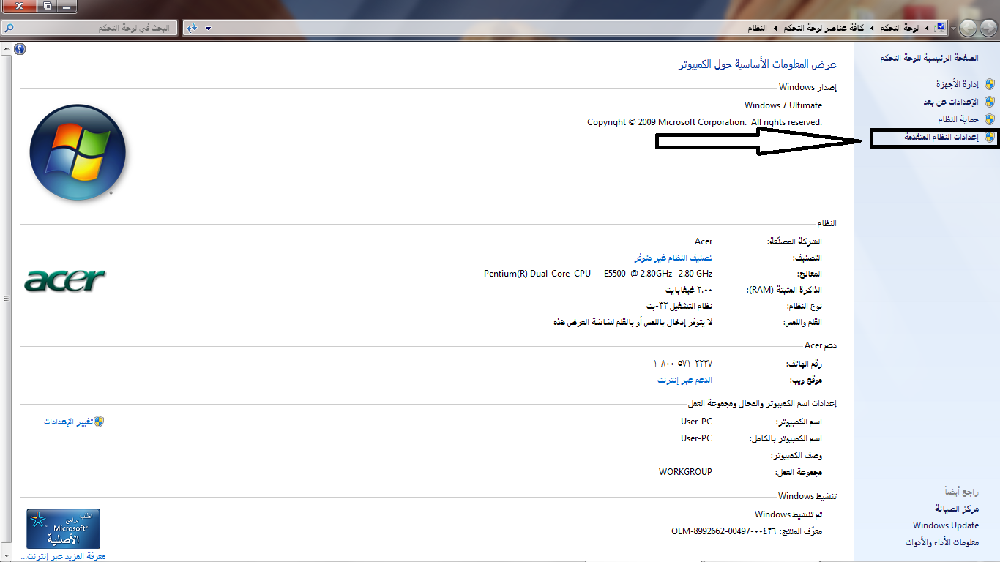 لوحة التحكم
كافة عناصر لوحة التحكم
النظام
البحث في لوحة التحكم
الصفحة الرئيسية للوحة التحكم
إدارة الأجهزة
الإعدادات عن بعد
حماية النظام
إعدادات النظام المتقدمة
عرض المعلومات الأساسية حول الكمبيوتر
إصدار Windows
Windows 7 Ultimate
Copyright © 2009 Microsoft Corporation. All rights reserved.
النظام
الشركة المصنّعة: Acer
التصنيف: تصنيف النظام غير متوفر
المعالج: Pentium(R) Dual-Core CPU E5500 @ 2.80GHz 2.80 GHz
الذاكرة المثبتة (RAM): ٢.٠٠ غيغابايت
نوع النظام: نظام التشغيل ٣٢-بت
القلم واللمس: لا يتوفر إدخال باللمس أو بالقلم لشاشة العرض هذه
acer
دعم Acer
رقم الهاتف: ١-٨٠٠-٥٧١-٢٢٣٧
موقع ويب: الدعم عبر إنترنت
إعدادات اسم الكمبيوتر والمجال ومجموعة العمل
اسم الكمبيوتر: User-PC
تغيير الإعدادات
اسم الكمبيوتر بالكامل: User-PC
وصف الكمبيوتر:
مجموعة العمل: WORKGROUP
تنشيط Windows
تم تنشيط Windows
معرّف المنتج: ٠٠٤٢٦-OEM-8992662-00497
اطلب برامج
Microsoft®
الأصلية
معرفة المزيد عبر إنترنت...
راجع أيضاً
مركز الصيانة
Windows Update
معلومات الأداء والأدوات